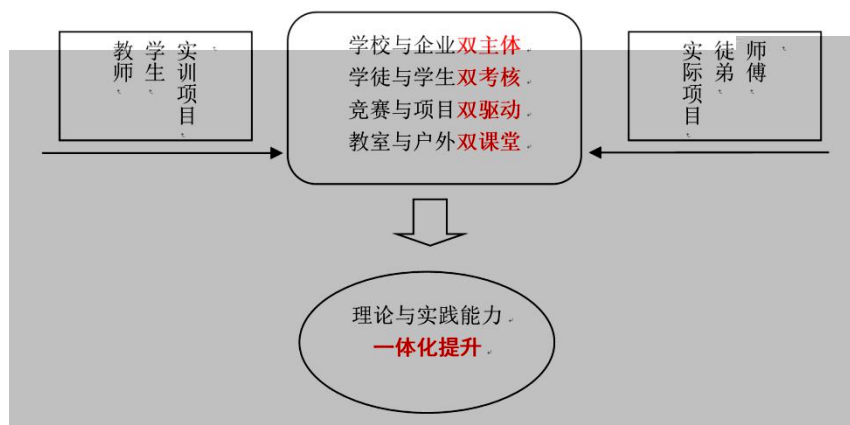 教师
学生
实训项目
学校与企业双主体
学徒与学生双考核
竞赛与项目双驱动
教室与户外双课堂
师傅
徒弟
实际项目
理论与实践能力
一体化提升